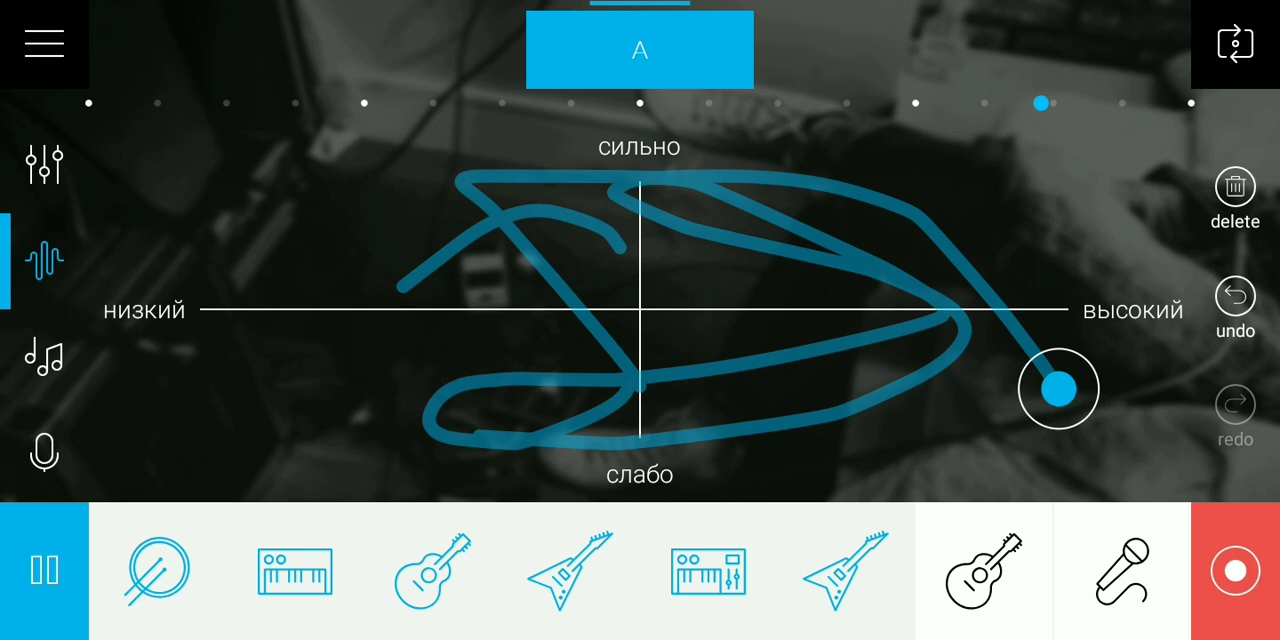 A
сильно
delete
низкий
высокий
undo
redo
слабо